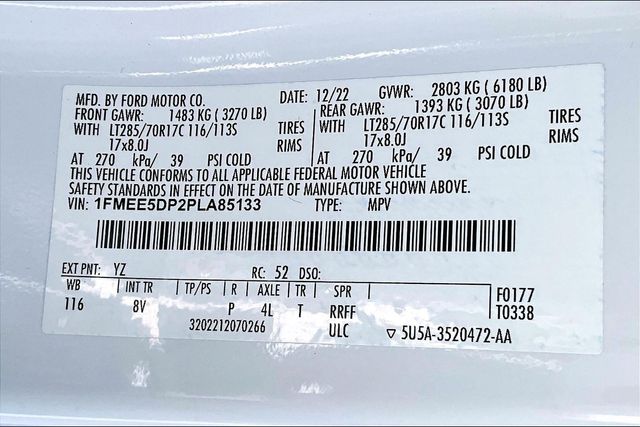 MFD. BY FORD MOTOR CO. DATE: 12/22 GVWR: 2803 KG ( 6180 LB)
FRONT GAWR: 1483 KG ( 3270 LB) REAR GAWR: 1393 KG ( 3070 LB)
WITH LT285/70R17C 116/113S TIRES WITH LT285/70R17C 116/113S TIRES
17x8.0J RIMS 17x8.0J RIMS
AT 270 kPa/ 39 PSI COLD AT 270 kPa/ 39 PSI COLD
THIS VEHICLE CONFORMS TO ALL APPLICABLE FEDERAL MOTOR VEHICLE
SAFETY STANDARDS IN EFFECT ON THE DATE OF MANUFACTURE SHOWN ABOVE.
VIN: 1FMEE5DP2PLA85133 TYPE: MPV
EXT PNT: YZ RC: 52 DSO:
WB INT TR TP/PS R AXLE TR SPR F0177
116 8V P 4L T RRFF T0338
3202212070266 ULC ▽ 5U5A-3520472-AA